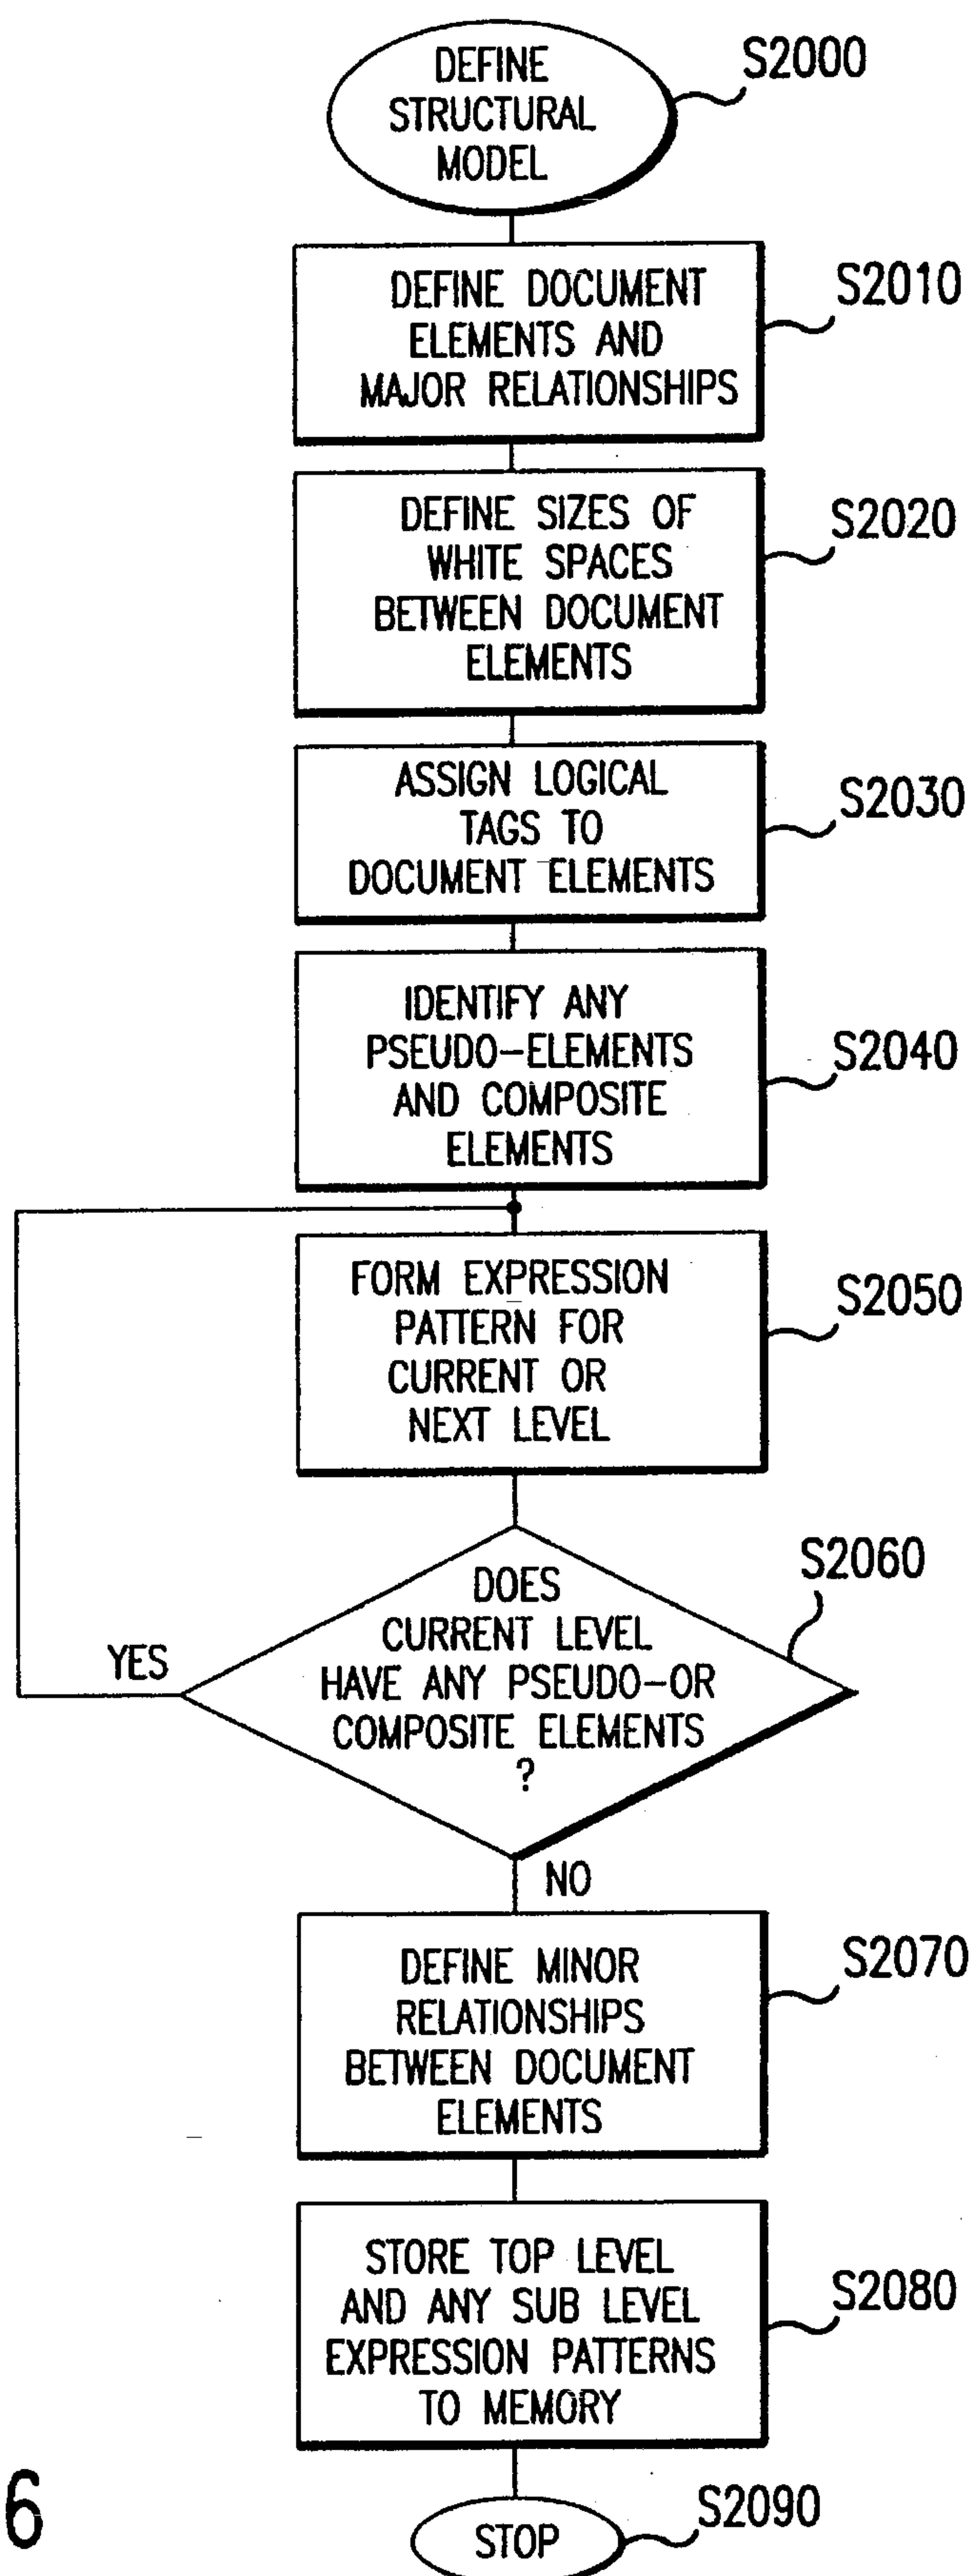 DEFINE
STRUCTURAL
MODEL
S2000
DEFINE DOCUMENT
ELEMENTS AND
MAJOR RELATIONSHIPS
S2010
DEFINE SIZES OF
WHITE SPACES
BETWEEN DOCUMENT
ELEMENTS
S2020
ASSIGN LOGICAL
TAGS TO
DOCUMENT ELEMENTS
S2030
IDENTIFY ANY
PSEUDO-ELEMENTS
AND COMPOSITE
ELEMENTS
S2040
FORM EXPRESSION
PATTERN FOR
CURRENT OR
NEXT LEVEL
S2050
DOES
CURRENT LEVEL
HAVE ANY PSEUDO-OR
COMPOSITE ELEMENTS
?
S2060
YES
NO
DEFINE MINOR
RELATIONSHIPS
BETWEEN DOCUMENT
ELEMENTS
S2070
STORE TOP LEVEL
AND ANY SUB LEVEL
EXPRESSION PATTERNS
TO MEMORY
S2080
STOP
S2090
6